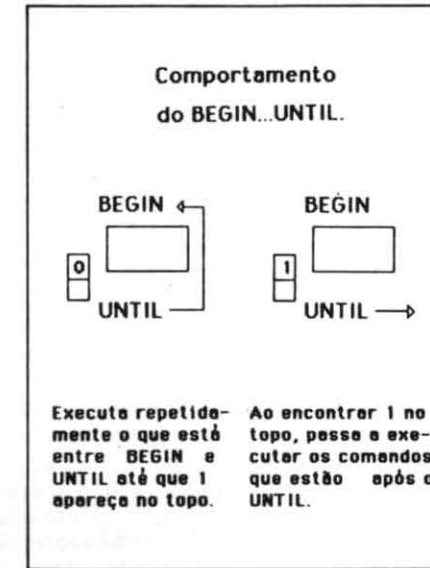 Comportamento
do BEGIN...UNTIL.
BEGIN
0
UNTIL
BEGIN
1
UNTIL
Executa repetida-
mente o que está
entre BEGIN e
UNTIL até que 1
apareça no topo.
Ao encontrar 1 no
topo, passa a exe-
cutar os comandos
que estão após o
UNTIL.